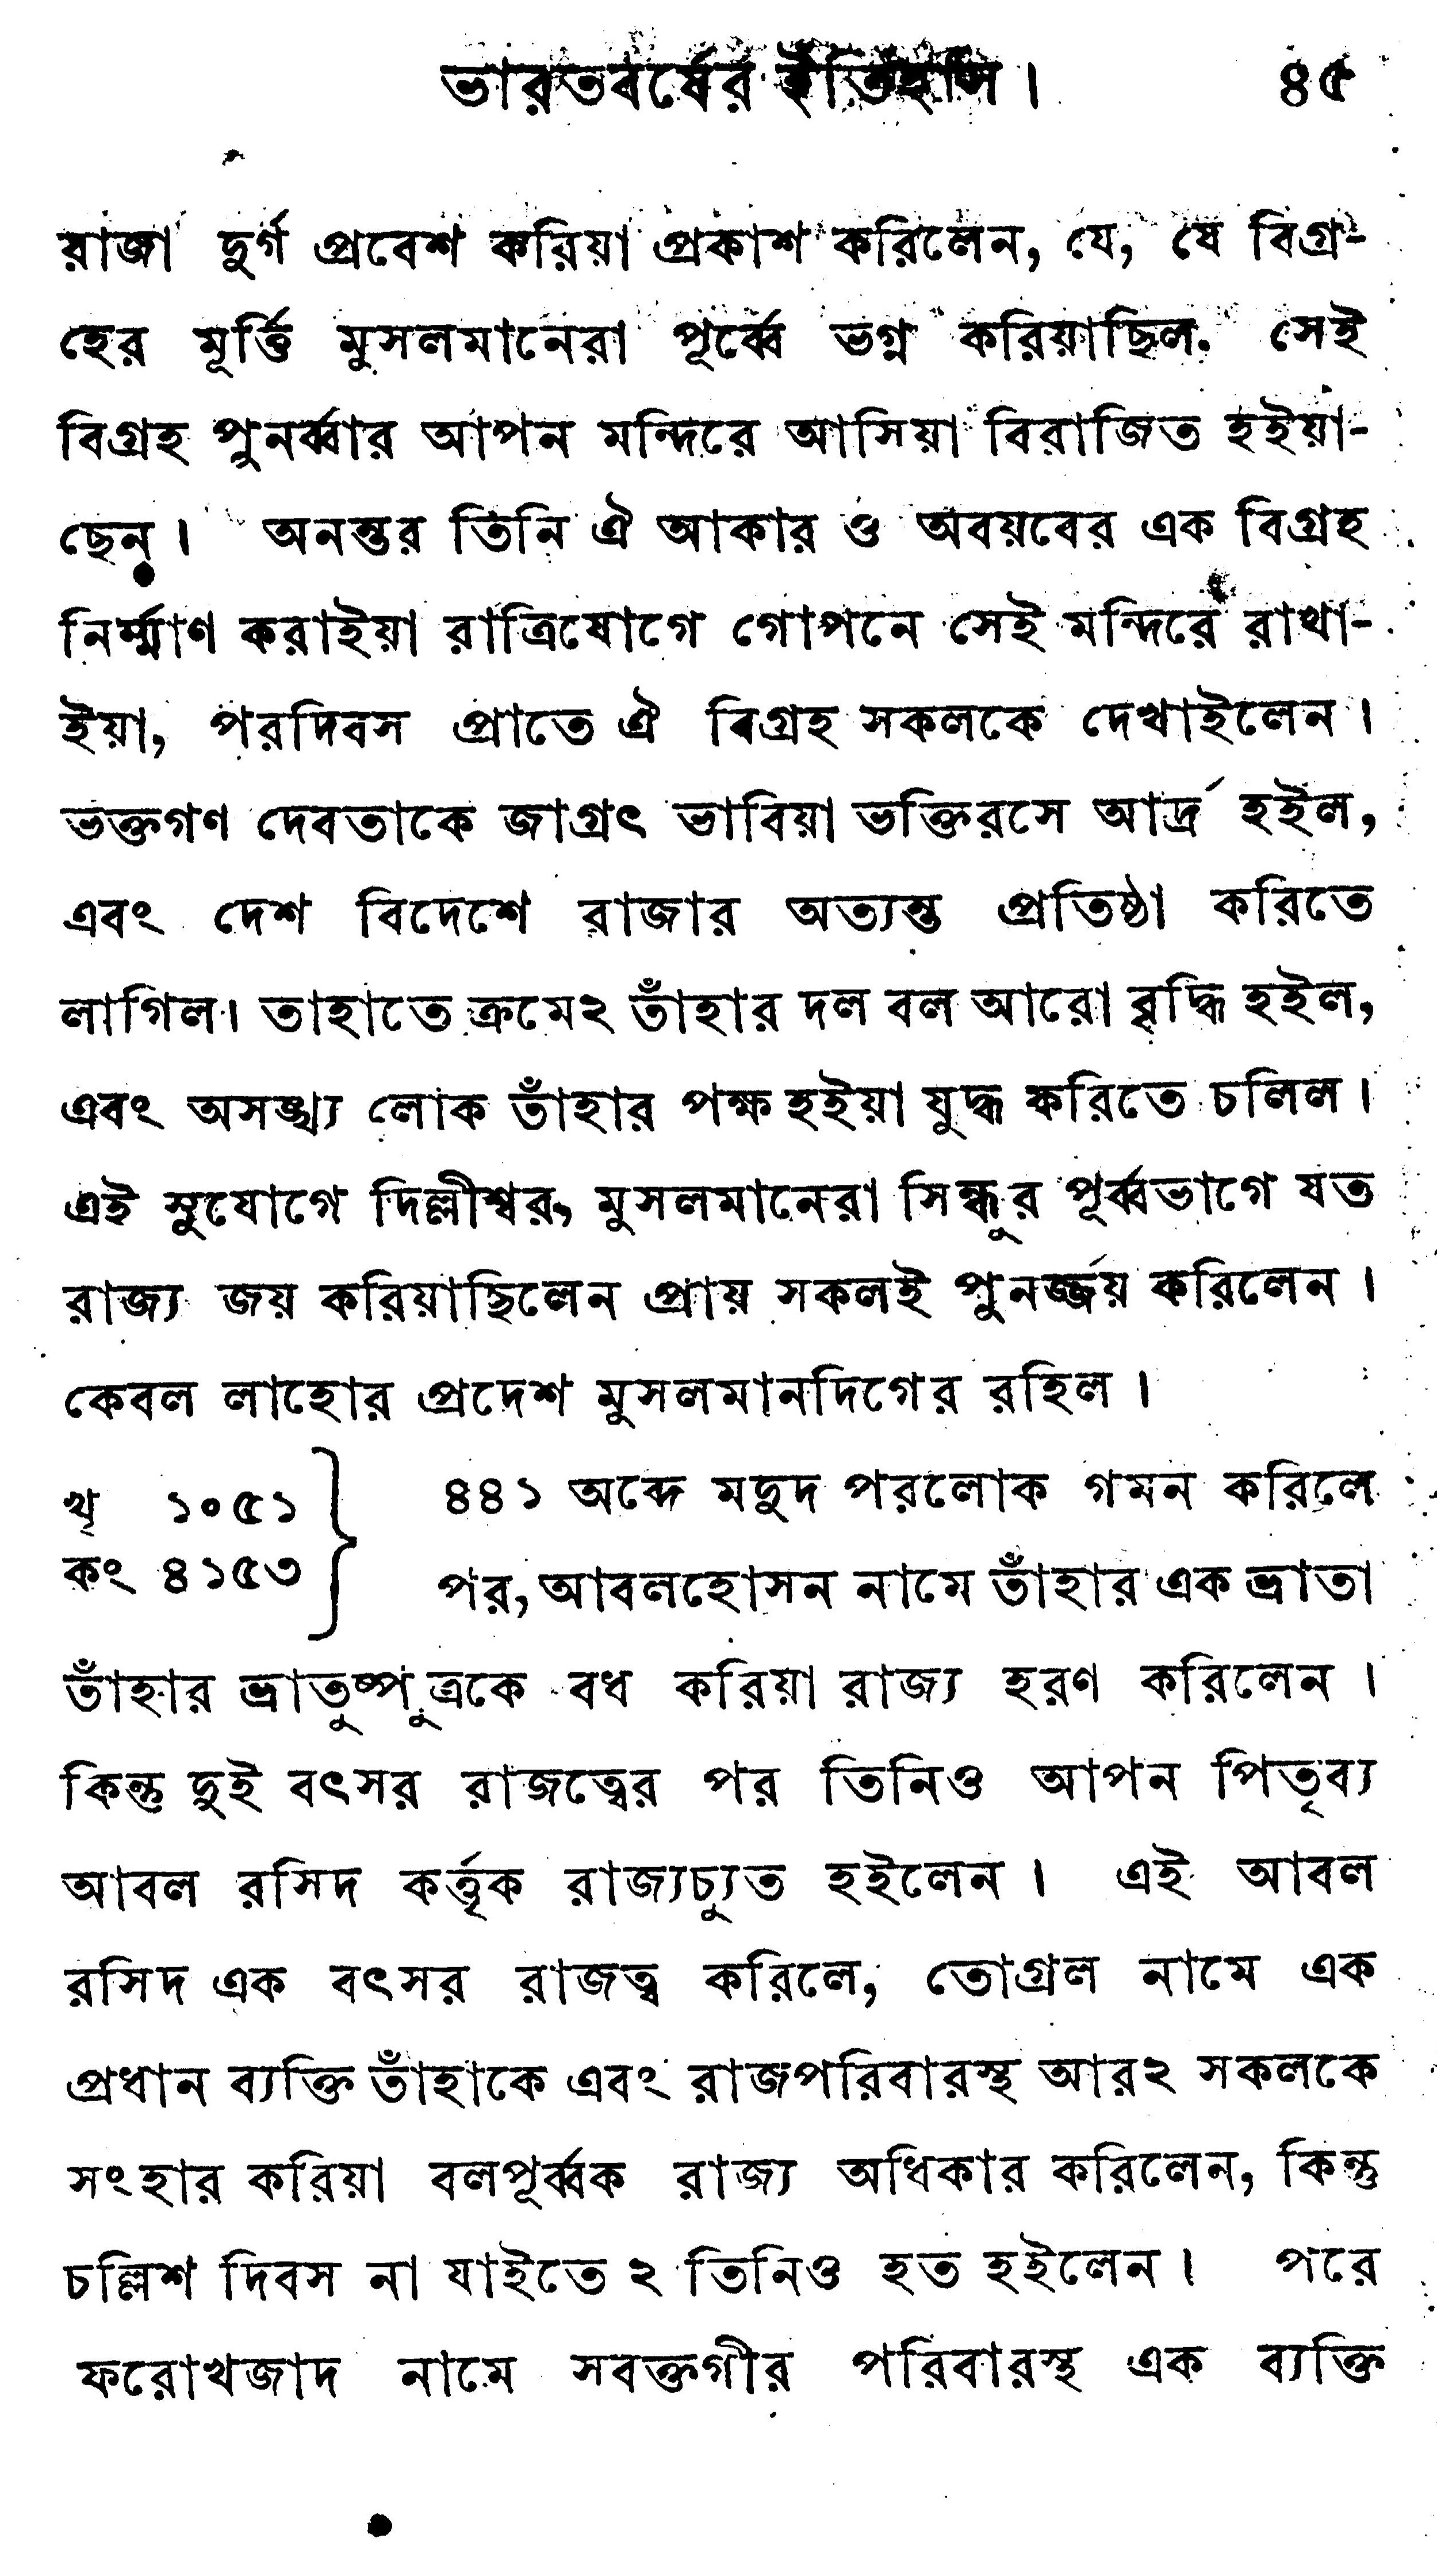 ভারতবর্ষের ইতিহাস। ৪৫
রাজা দুর্গ প্রবেশ করিয়া প্রকাশ করিলেন, যে, যে বিগ্র-
হের মূর্ত্তি মুসলমানেরা পূর্ব্বে ভগ্ন করিয়াছিল. সেই
বিগ্রহ পুনর্ব্বার আপন মন্দিরে আসিয়া বিরাজিত হইয়া-
ছেন। অনন্তর তিনি ঐ আকার ও অবয়বের এক বিগ্রহ
নির্ম্মাণ করাইয়া রাত্রিযোগে গোপনে সেই মন্দিরে রাখা-
ইয়া, পরদিবস প্রাতে ঐ বিগ্রহ সকলকে দেখাইলেন।
ভক্তগণ দেবতাকে জাগ্রৎ ভাবিয়া ভক্তিরসে আর্দ্র হইল,
এবং দেশ বিদেশে রাজার অত্যন্ত প্রতিষ্ঠা করিতে
লাগিল। তাহাতে ক্রমে২ তাঁহার দল বল আরো বৃদ্ধি হইল,
এবং অসঙ্খ্য লোক তাঁহার পক্ষ হইয়া যুদ্ধ করিতে চলিল।
এই সুযোগে দিল্লীশ্বর, মুসলমানেরা সিন্ধুর পূর্ব্বভাগে যত
রাজ্য জয় করিয়াছিলেন প্রায় সকলই পুনর্জ্জয় করিলেন।
কেবল লাহোর প্রদেশ মুসলমানদিগের রহিল।
খৃ ১০৫১
কং ৪১৫৩
৪৪১ অব্দে মদুদ পরলোক গমন করিলে
পর, আবলহোসন নামে তাঁহার এক ভ্রাতা
তাঁহার ভ্রাতুষ্পুত্রকে বধ করিয়া রাজ্য হরণ করিলেন।
কিন্তু দুই বৎসর রাজত্বের পর তিনিও আপন পিতৃব্য
আবল রসিদ কর্ত্তৃক রাজ্যচ্যুত হইলেন। এই আবল
রসিদ এক বৎসর রাজত্ব করিলে, তোগ্রল নামে এক
প্রধান ব্যক্তি তাঁহাকে এবং রাজপরিবারস্থ আর২ সকলকে
সংহার করিয়া বলপূর্ব্বক রাজ্য অধিকার করিলেন, কিন্তু
চল্লিশ দিবস না যাইতে ২ তিনিও হত হইলেন। পরে
ফরোখজাদ নামে সবক্তগীর পরিবারস্থ এক ব্যক্তি